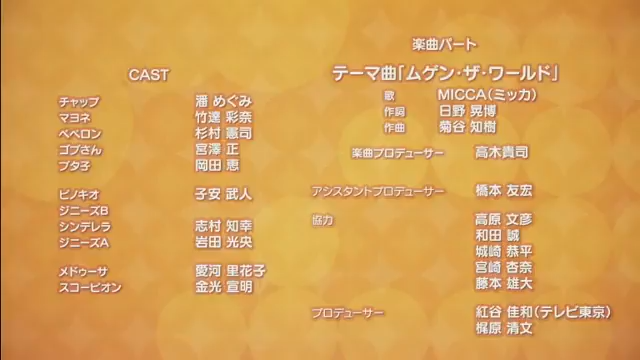 CAST
チャップ 潘 めぐみ
マヨネ 竹達 彩奈
ペペロン 杉村 憲司
ゴブさん 宮澤 正
ブタ子 岡田 恵
ピノキオ 子安 武人
ジニーズB
シンデレラ 志村 知幸
ジニーズA 岩田 光央
メドゥーサ 愛河 里花子
スコーピオン 金光 宣明
楽曲パート
テーマ曲「ムゲン・ザ・ワールド」
歌 MICCA(ミッカ)
作詞 日野 晃博
作曲 菊谷 知樹
楽曲プロデューサー 高木貴司
アシスタントプロデューサー 橋本 友宏
協力 高原 文彦
和田 誠
城崎 恭平
宮崎 杏奈
藤本 雄大
プロデューサー 紅谷 佳和(テレビ東京)
梶原 清文